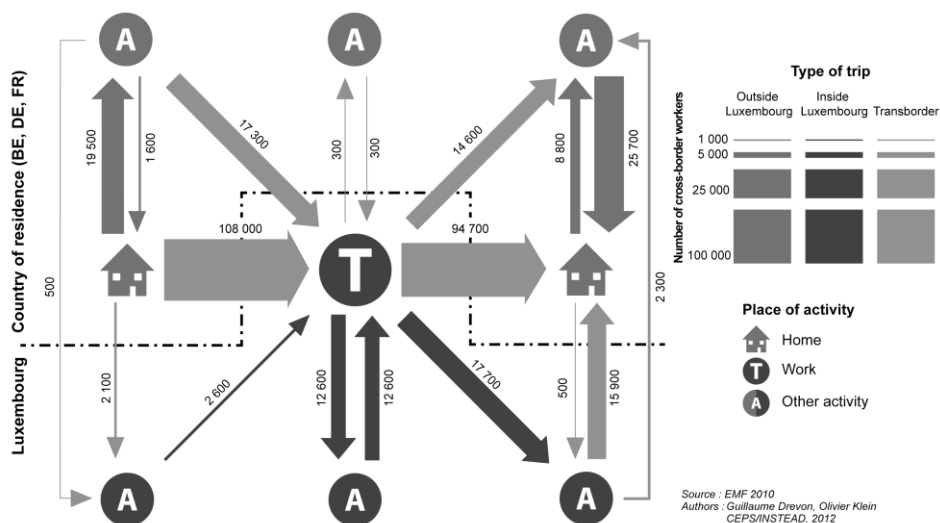 Country of residence (BE, DE, FR)
Luxembourg
A
A
A
19 500
1 600
17 300
300
300
14 600
8 800
25 700
500
108 000
T
94 700
2 300
2 100
2 600
12 600
12 600
17 700
500
15 900
A
A
A
Type of trip
Outside Luxembourg
Inside Luxembourg
Transborder
Number of cross-border workers
1 000
5 000
25 000
100 000
Place of activity
Home
T Work
A Other activity
Source : EMF 2010
Authors : Guillaume Drevon, Olivier Klein
CEPS/INSTEAD, 2012